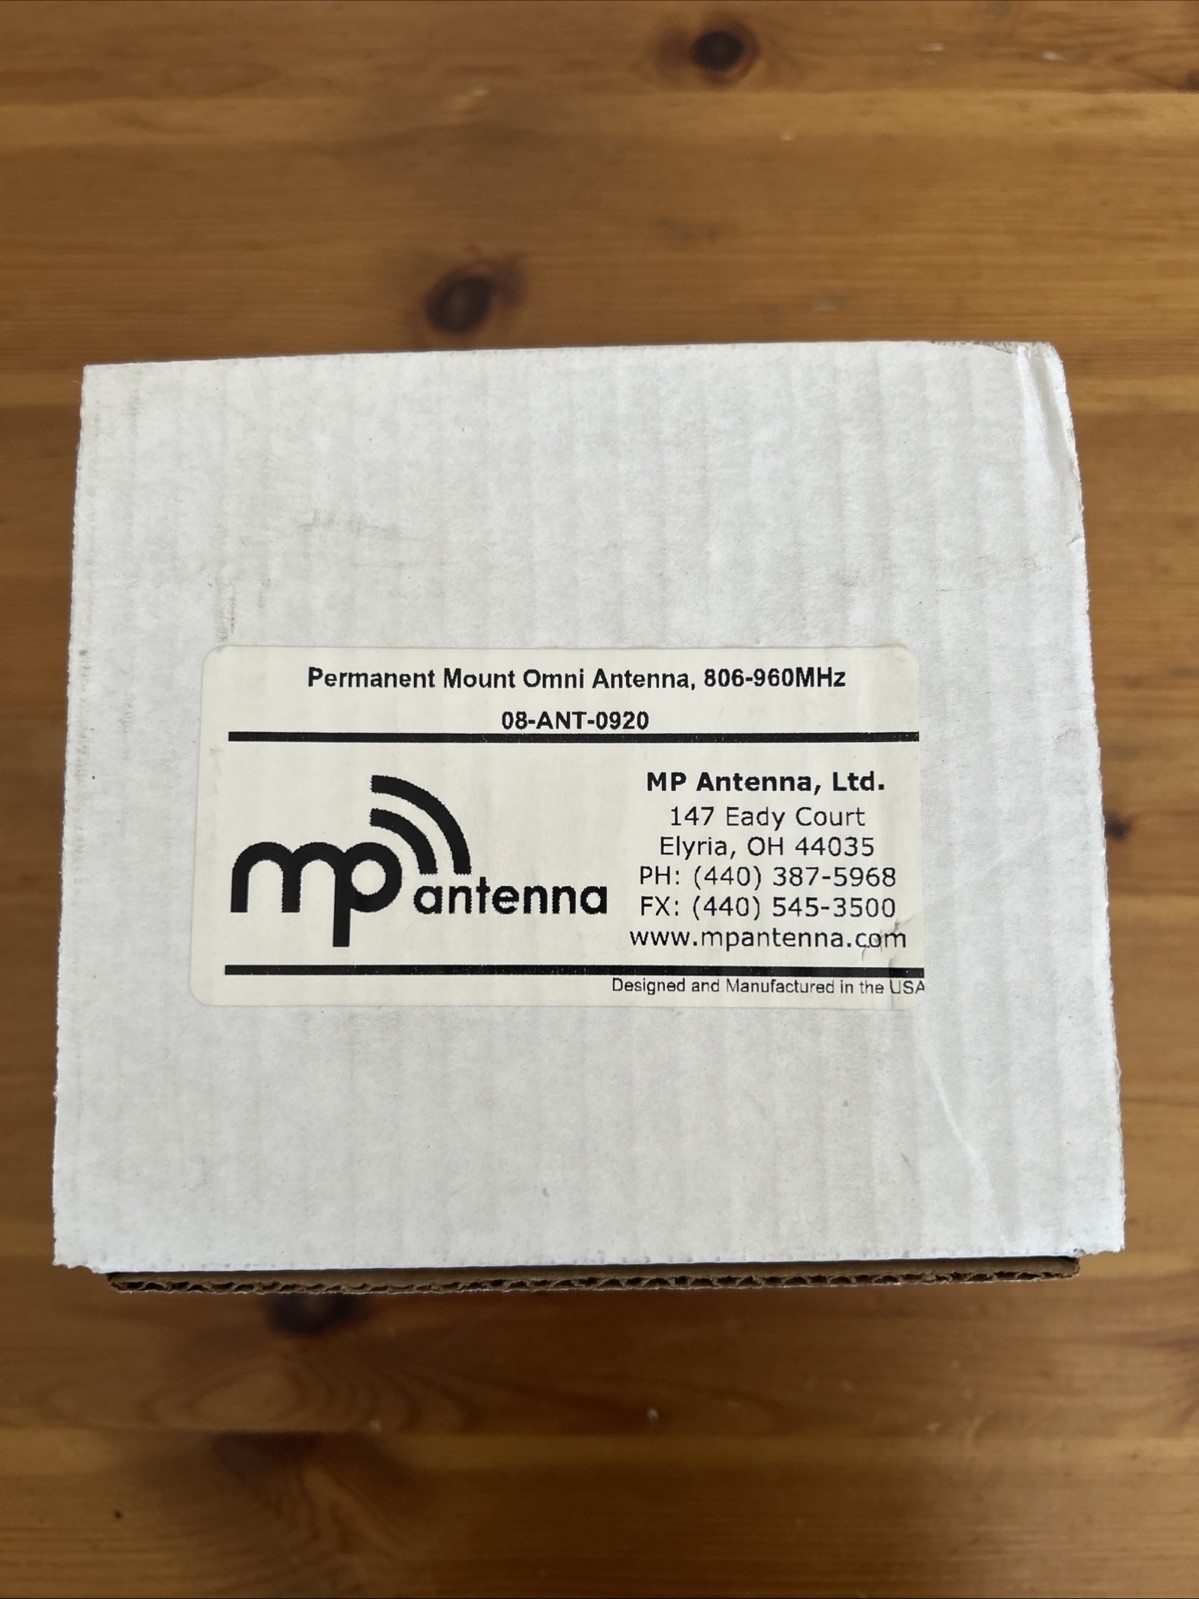 Permanent Mount Omni Antenna, 806-960MHz
08-ANT-0920
mp antenna
MP Antenna, Ltd.
147 Eady Court
Elyria, OH 44035
PH: (440) 387-5968
FX: (440) 545-3500
www.mpantenna.com
Designed and Manufactured in the USA